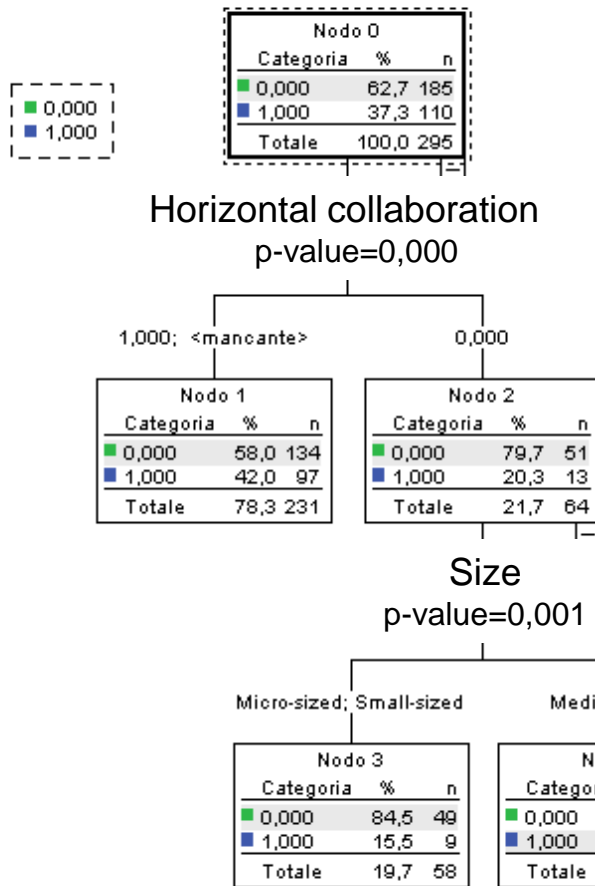 Nodo 0
Categoria % n
0,000 62,7 185
1,000 37,3 110
Totale 100,0 295
0,000
1,000
Horizontal collaboration
p-value=0,000
1,000; <mancante> 0,000
Nodo 1
Categoria % n
0,000 58,0 134
1,000 42,0 97
Totale 78,3 231
Nodo 2
Categoria % n
0,000 79,7 51
1,000 20,3 13
Totale 21,7 64
Size
p-value=0,001
Micro-sized; Small-sized Medi
Nodo 3
Categoria % n
0,000 84,5 49
1,000 15,5 9
Totale 19,7 58
N
Categor
0,000
1,000
Totale